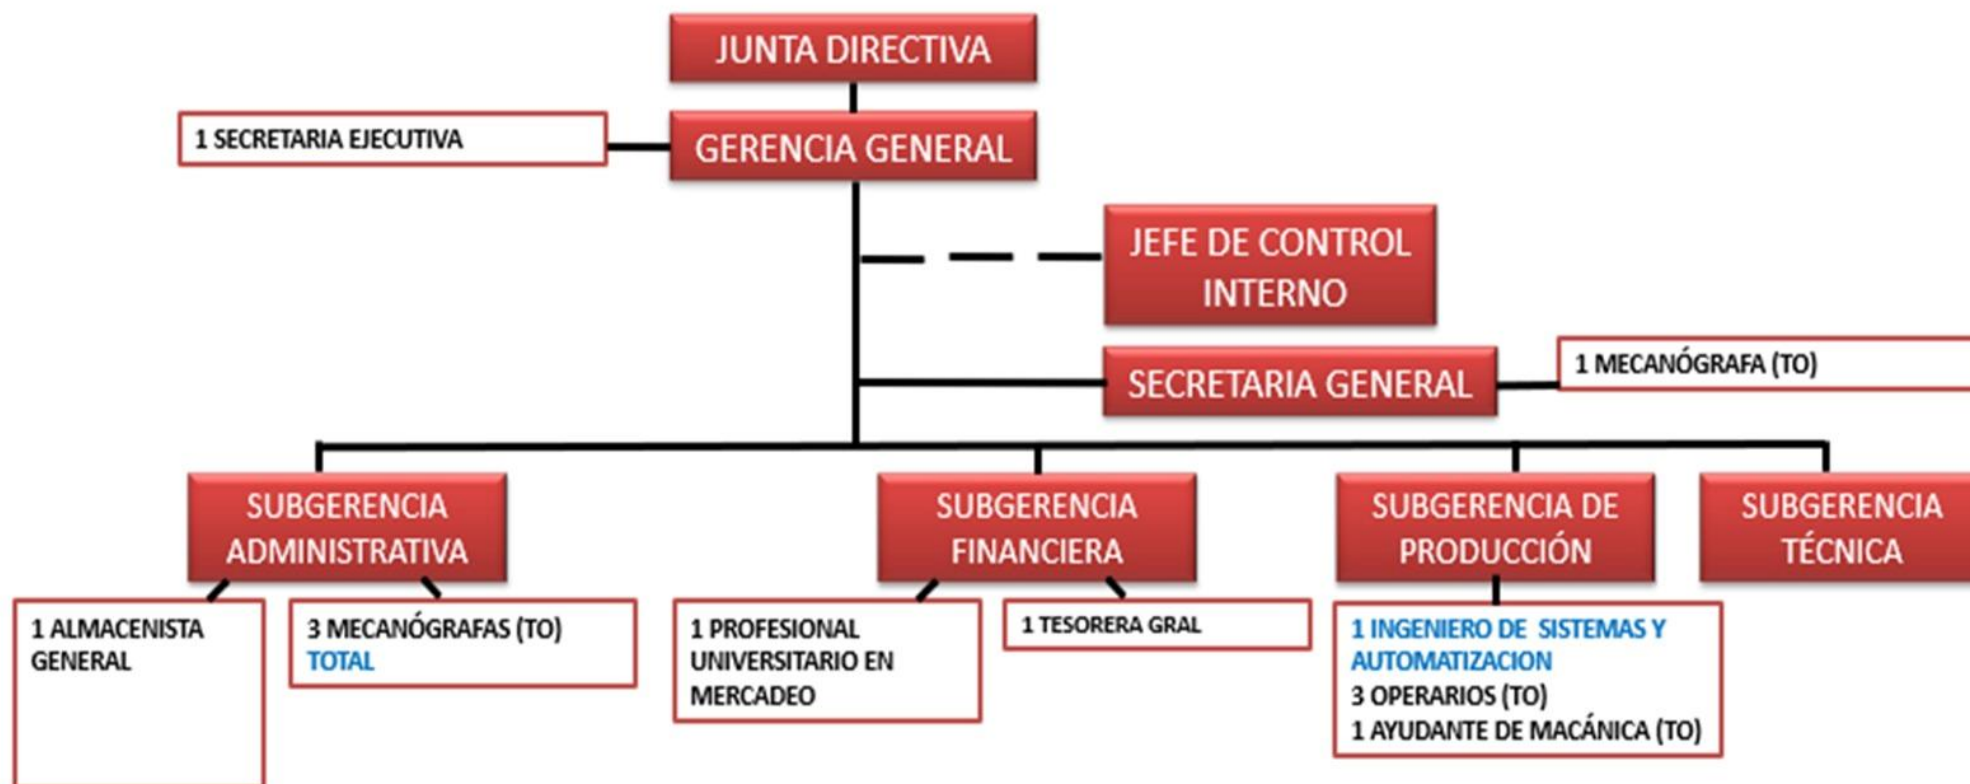 JUNTA DIRECTIVA
1 SECRETARIA EJECUTIVA
GERENCIA GENERAL
JEFE DE CONTROL
INTERNO
SECRETARIA GENERAL
1 MECANÓGRAFA (TO)
SUBGERENCIA
ADMINISTRATIVA
SUBGERENCIA
FINANCIERA
SUBGERENCIA DE
PRODUCCIÓN
SUBGERENCIA
TÉCNICA
1 ALMACENISTA
GENERAL
3 MECANÓGRAFAS (TO)
TOTAL
1 PROFESIONAL
UNIVERSITARIO EN
MERCADEO
1 TESORERA GRAL
1 INGENIERO DE SISTEMAS Y
AUTOMATIZACION
3 OPERARIOS (TO)
1 AYUDANTE DE MACÁNICA (TO)